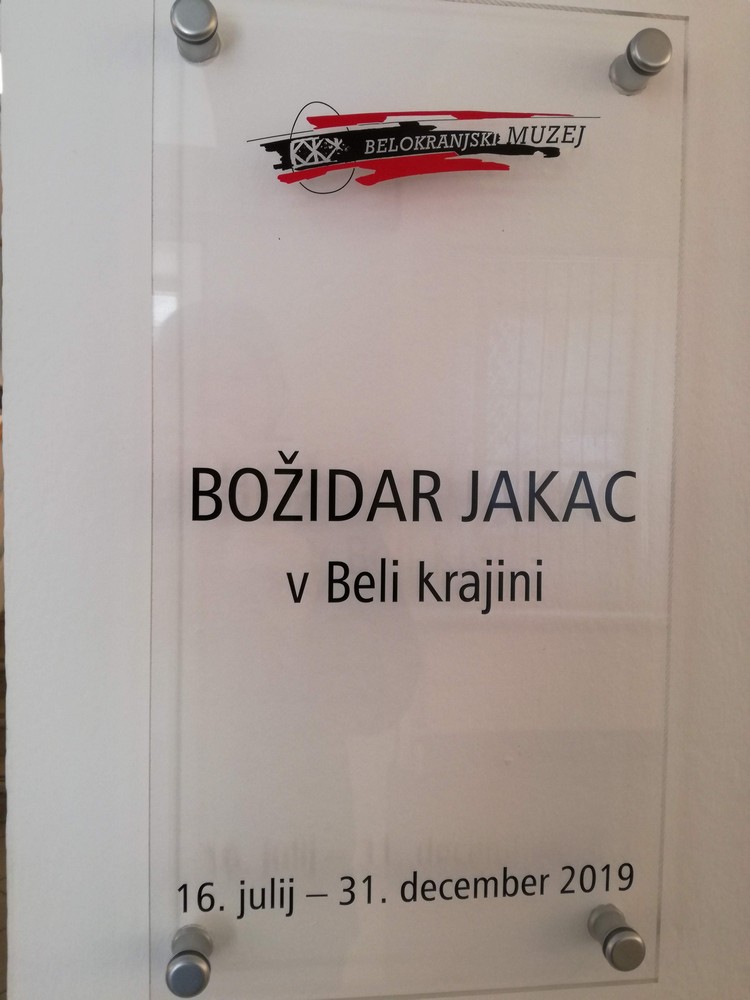 BELOKRANJSKI MUZEJ
BOŽIDAR JAKAC
v Beli krajini
16. julij – 31. december 2019